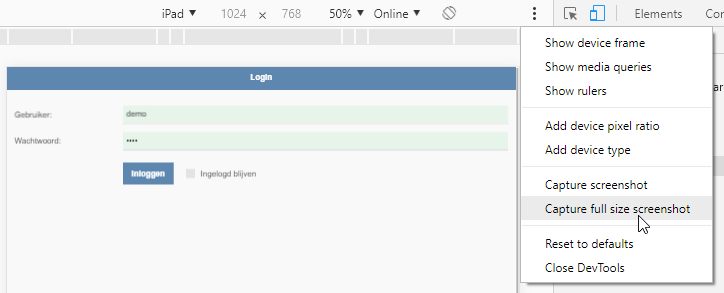 iPad 1024 × 768 50% Online Elements Cons
Show device frame
Show media queries
Show rulers
Add device pixel ratio
Add device type
Capture screenshot
Capture full size screenshot
Reset to defaults
Close DevTools
Login
Gebruiker: demo
Wachtwoord: ••••
Inloggen Ingelogd blijven
ar